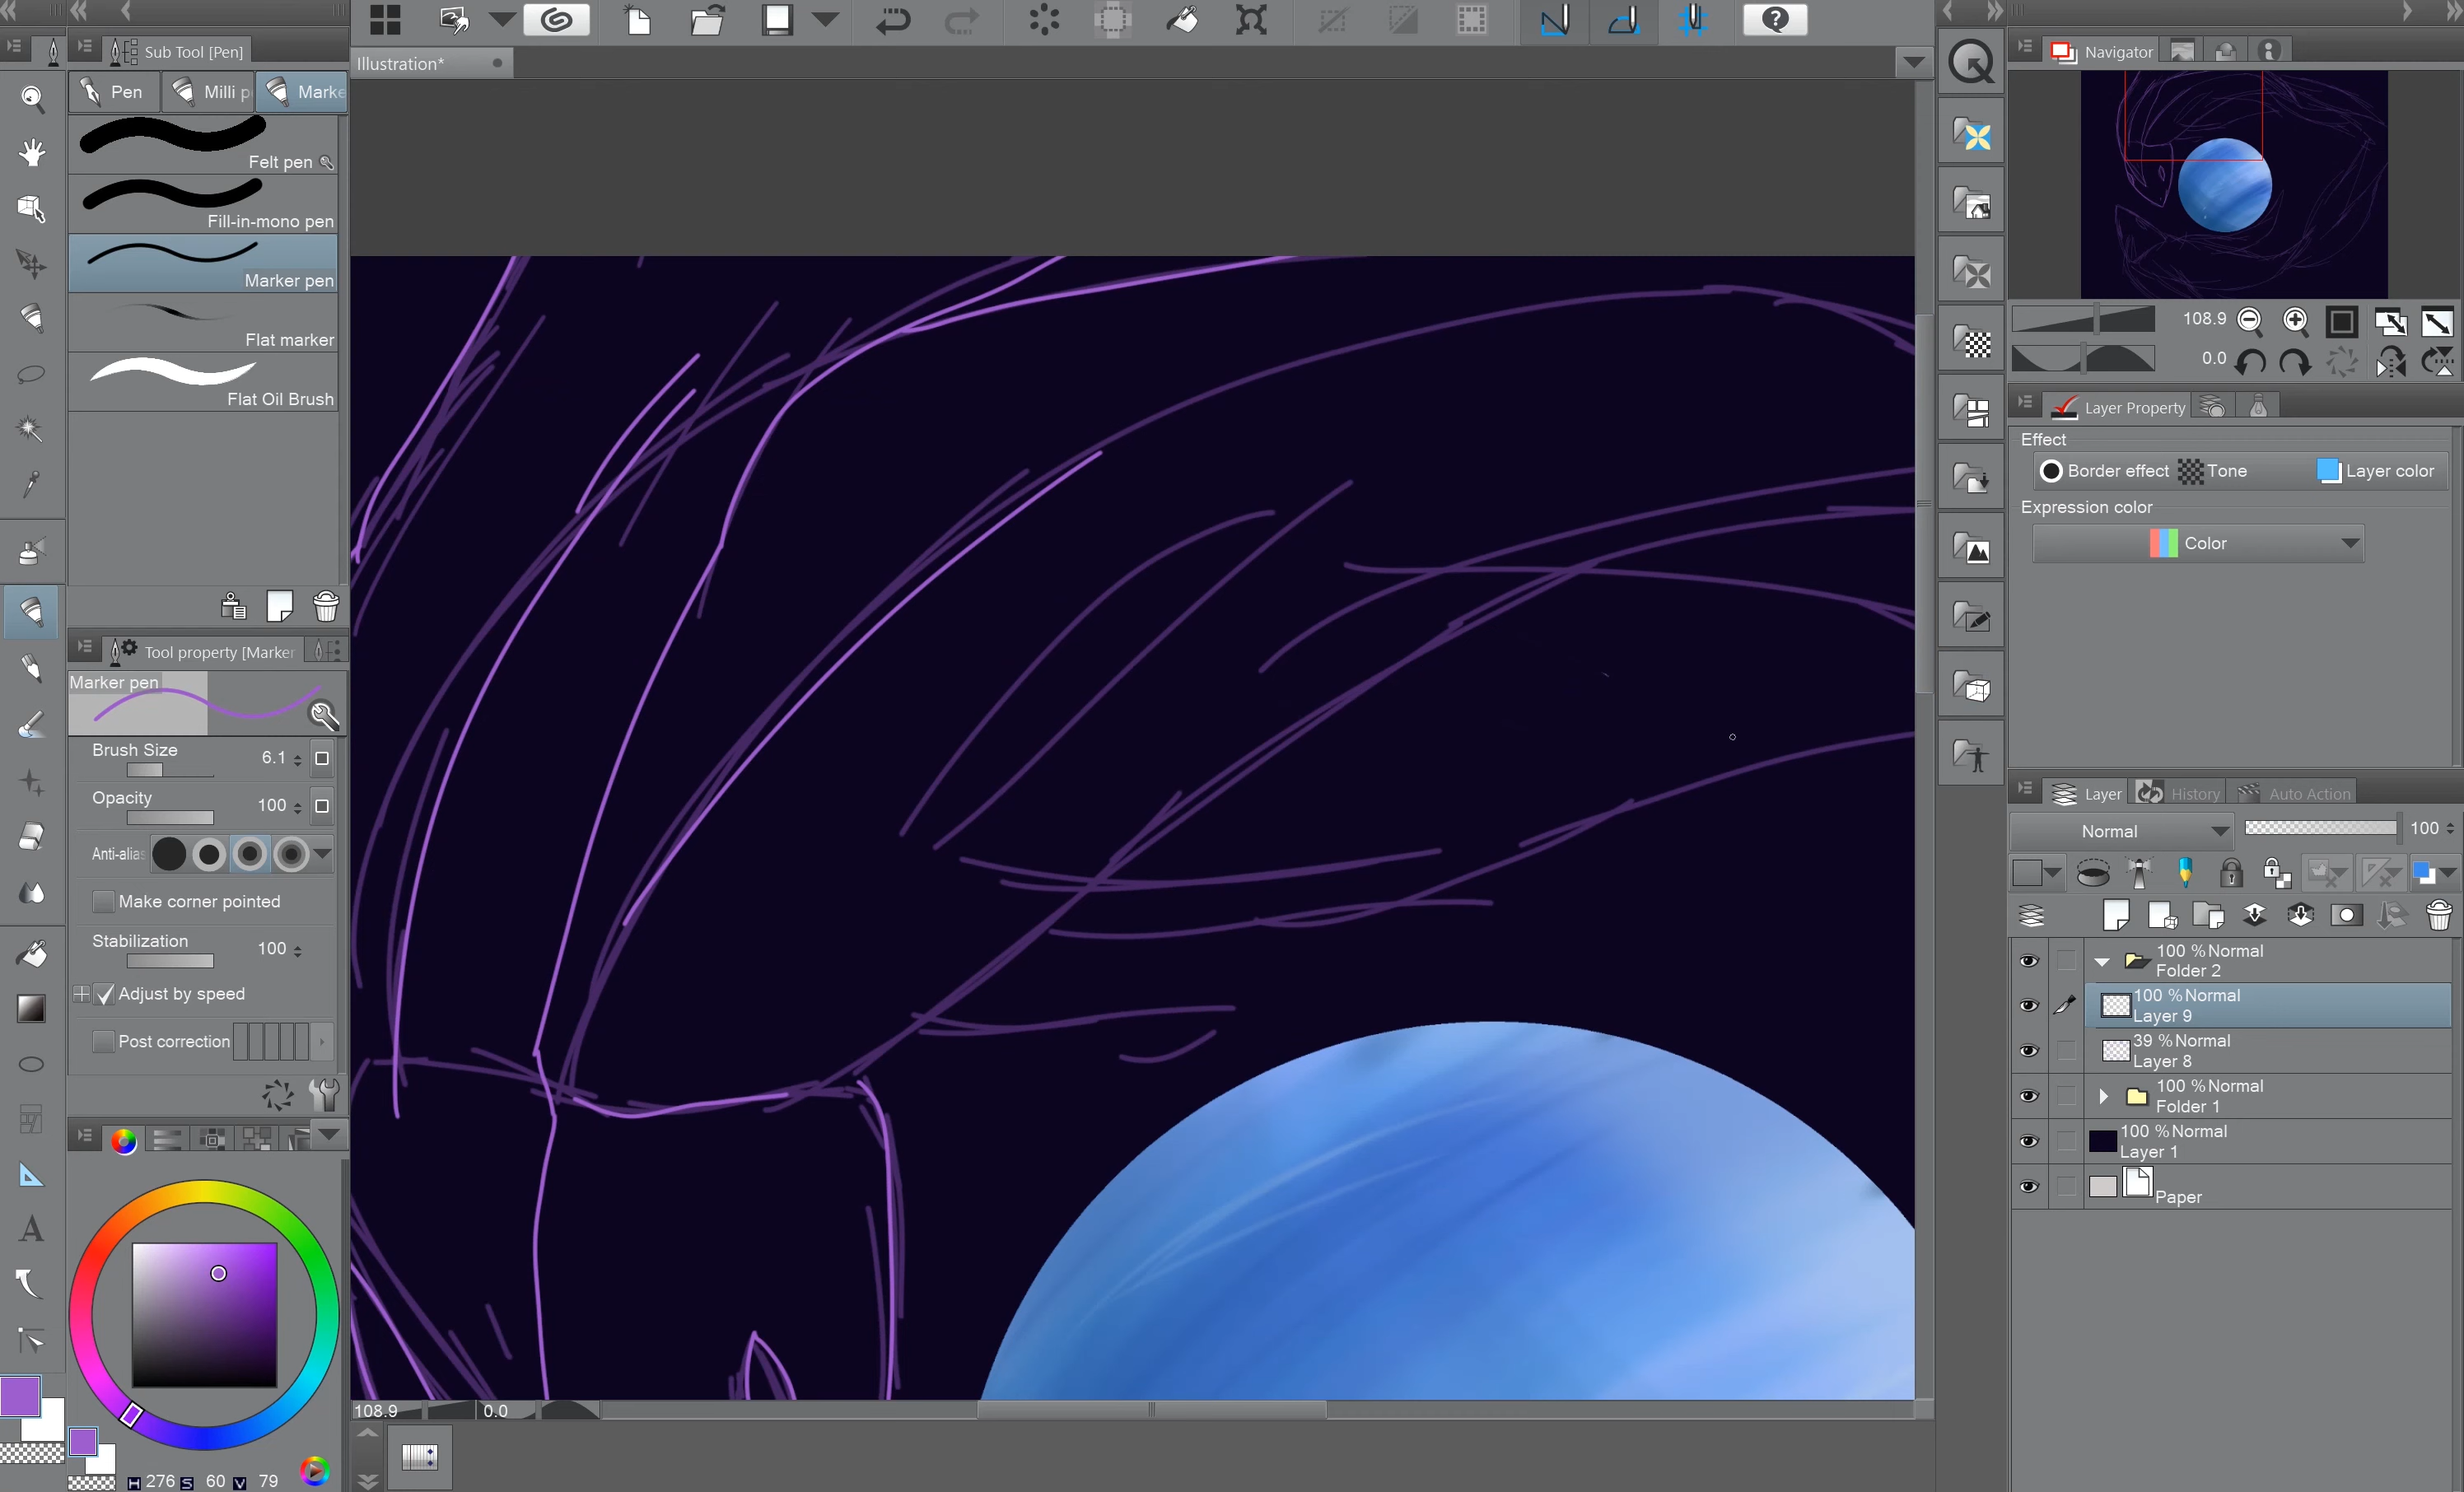 Sub Tool [Pen]
Pen
Milli p
Marke
Felt pen
Fill-in-mono pen
Marker pen
Flat marker
Flat Oil Brush
Tool property [Marker
Marker pen
Brush Size 6.1
Opacity 100
Anti-alias
Make corner pointed
Stabilization 100
Adjust by speed
Post correction
H 276 S 60 V 79
Illustration*
108.9 0.0
Navigator
108.9
0.0
Layer Property
Effect
Border effect Tone Layer color
Expression color
Color
Layer History Auto Action
Normal 100
100 %Normal
Folder 2
100 %Normal
Layer 9
39 %Normal
Layer 8
100 %Normal
Folder 1
100 %Normal
Layer 1
Paper